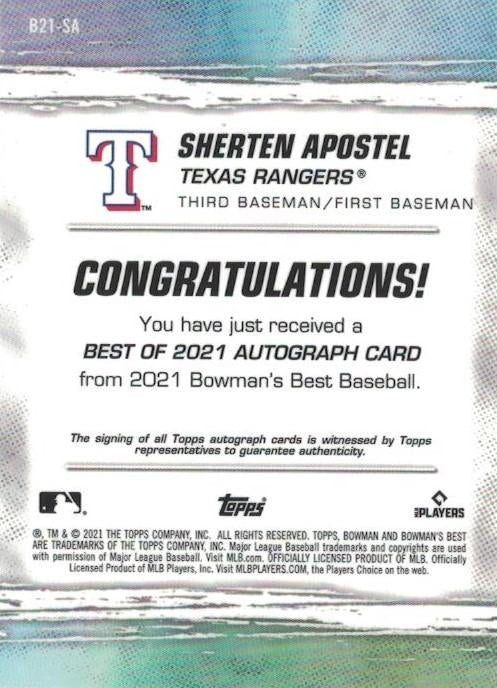 B21-SA
SHERTEN APOSTEL
TEXAS RANGERS®
THIRD BASEMAN/FIRST BASEMAN
T
TM
CONGRATULATIONS!
You have just received a
BEST OF 2021 AUTOGRAPH CARD
from 2021 Bowman's Best Baseball.
The signing of all Topps autograph cards is witnessed by Topps
representatives to guarantee authenticity.
topps
MLB PLAYERS
®, TM & © 2021 THE TOPPS COMPANY, INC. ALL RIGHTS RESERVED. TOPPS, BOWMAN AND BOWMAN'S BEST
ARE TRADEMARKS OF THE TOPPS COMPANY, INC. Major League Baseball trademarks and copyrights are used
with permission of Major League Baseball. Visit MLB.com. OFFICIALLY LICENSED PRODUCT OF MLB. Officially
Licensed Product of MLB Players, Inc. Visit MLBPLAYERS.COM, the Players Choice on the web.